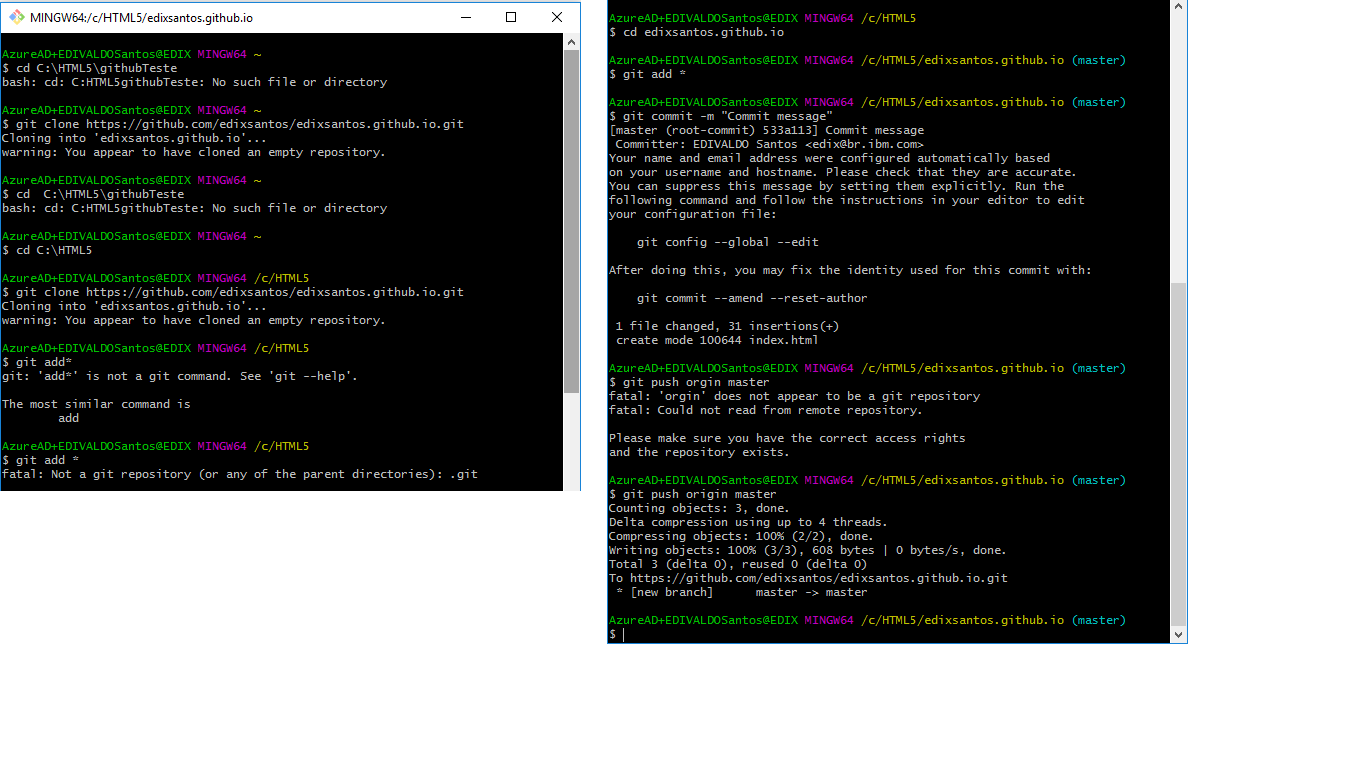 MINGW64:/c/HTML5/edixsantos.github.io
AzureAD+EDIVALDOSantos@EDIX MINGW64 ~
$ cd C:\HTML5\githubTeste
bash: cd: C:HTML5githubTeste: No such file or directory
AzureAD+EDIVALDOSantos@EDIX MINGW64 ~
$ git clone https://github.com/edixsantos/edixsantos.github.io.git
Cloning into 'edixsantos.github.io'...
warning: You appear to have cloned an empty repository.
AzureAD+EDIVALDOSantos@EDIX MINGW64 ~
$ cd  C:\HTML5\githubTeste
bash: cd: C:HTML5githubTeste: No such file or directory
AzureAD+EDIVALDOSantos@EDIX MINGW64 ~
$ cd C:\HTML5
AzureAD+EDIVALDOSantos@EDIX MINGW64 /c/HTML5
$ git clone https://github.com/edixsantos/edixsantos.github.io.git
Cloning into 'edixsantos.github.io'...
warning: You appear to have cloned an empty repository.
AzureAD+EDIVALDOSantos@EDIX MINGW64 /c/HTML5
$ git add*
git: 'add*' is not a git command. See 'git --help'.
The most similar command is
add
AzureAD+EDIVALDOSantos@EDIX MINGW64 /c/HTML5
$ git add *
fatal: Not a git repository (or any of the parent directories): .git
AzureAD+EDIVALDOSantos@EDIX MINGW64 /c/HTML5
$ cd edixsantos.github.io
AzureAD+EDIVALDOSantos@EDIX MINGW64 /c/HTML5/edixsantos.github.io (master)
$ git add *
AzureAD+EDIVALDOSantos@EDIX MINGW64 /c/HTML5/edixsantos.github.io (master)
$ git commit -m "Commit message"
[master (root-commit) 533a113] Commit message
Committer: EDIVALDO Santos <edix@br.ibm.com>
Your name and email address were configured automatically based
on your username and hostname. Please check that they are accurate.
You can suppress this message by setting them explicitly. Run the
following command and follow the instructions in your editor to edit
your configuration file:
git config --global --edit
After doing this, you may fix the identity used for this commit with:
git commit --amend --reset-author
1 file changed, 31 insertions(+)
create mode 100644 index.html
AzureAD+EDIVALDOSantos@EDIX MINGW64 /c/HTML5/edixsantos.github.io (master)
$ git push orgin master
fatal: 'orgin' does not appear to be a git repository
fatal: Could not read from remote repository.
Please make sure you have the correct access rights
and the repository exists.
AzureAD+EDIVALDOSantos@EDIX MINGW64 /c/HTML5/edixsantos.github.io (master)
$ git push origin master
Counting objects: 3, done.
Delta compression using up to 4 threads.
Compressing objects: 100% (2/2), done.
Writing objects: 100% (3/3), 608 bytes | 0 bytes/s, done.
Total 3 (delta 0), reused 0 (delta 0)
To https://github.com/edixsantos/edixsantos.github.io.git
* [new branch]      master -> master
AzureAD+EDIVALDOSantos@EDIX MINGW64 /c/HTML5/edixsantos.github.io (master)
$